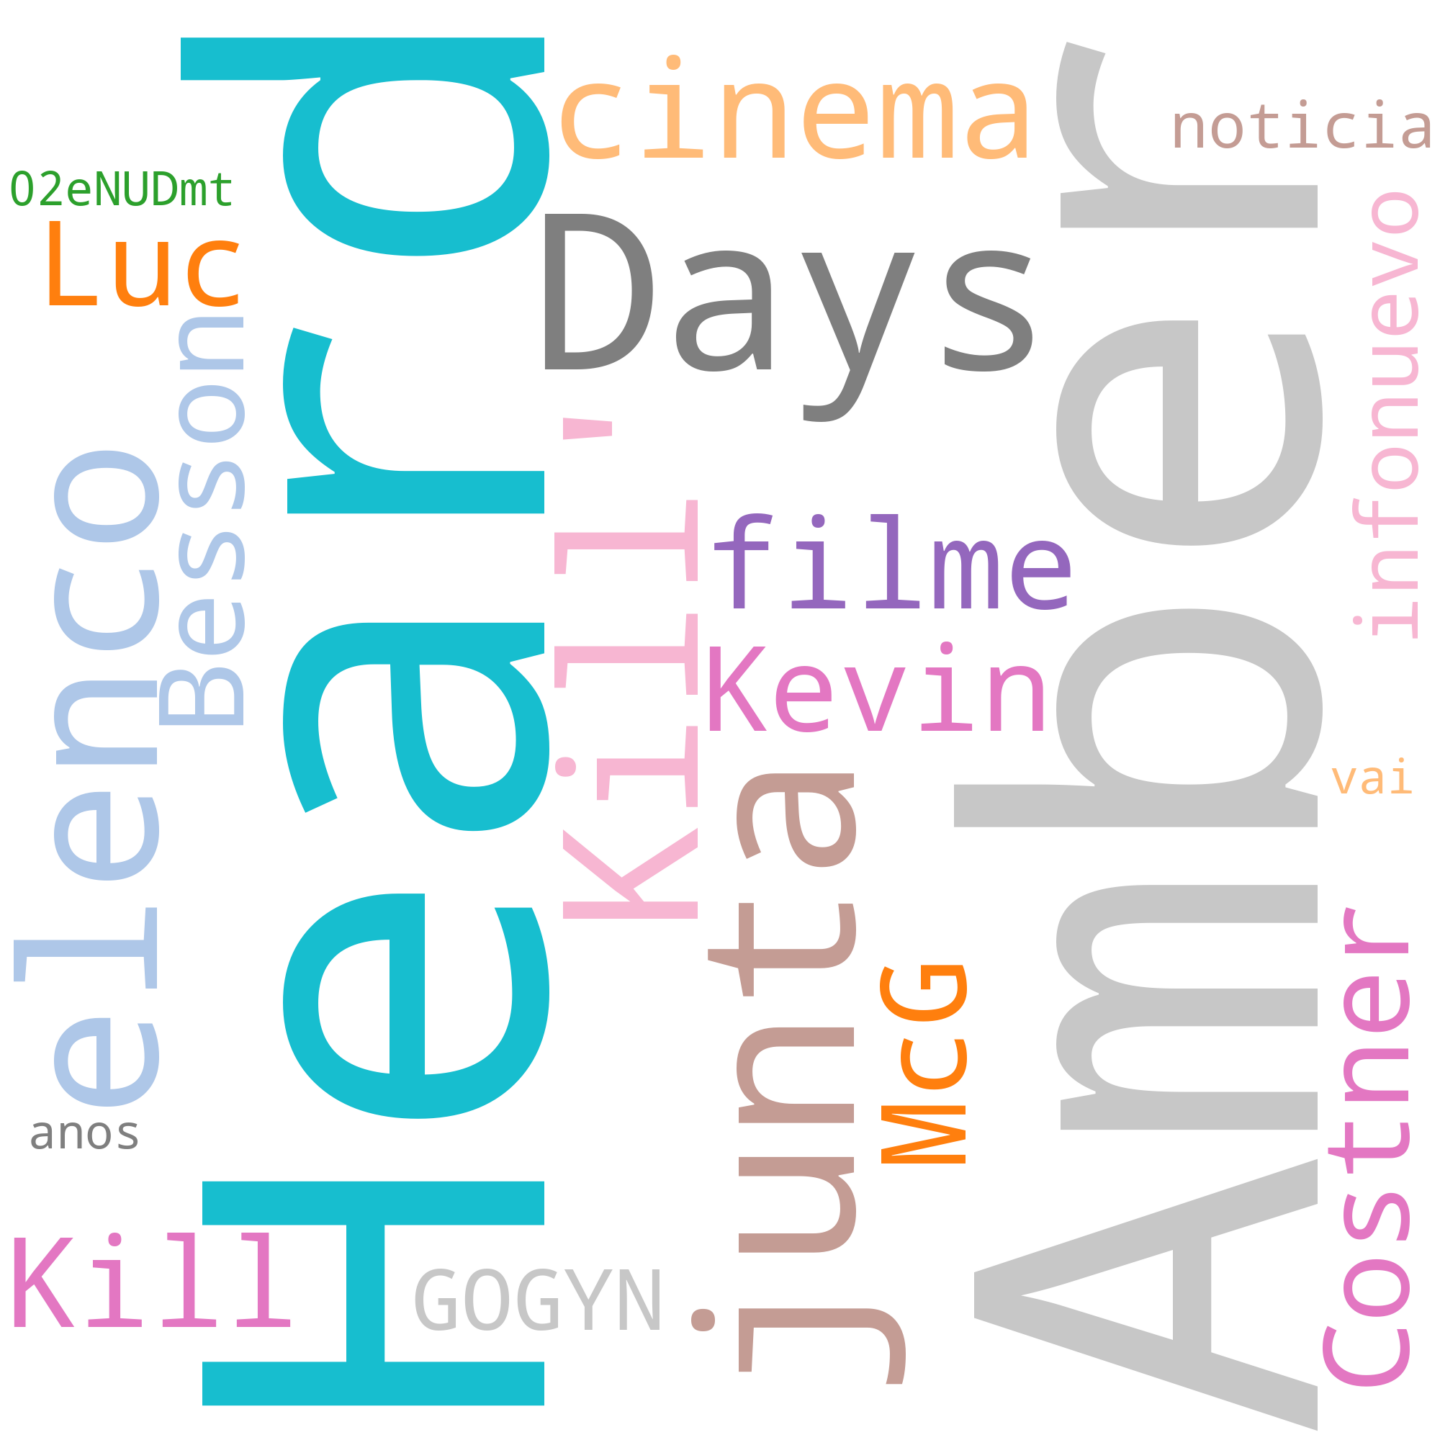 Heard
cinema
Amber
noticia
O2eNUDmt
Luc
Days
infonuevo
Besson
elenco
Kill'
filme
Kevin
vai
junta
McG
Costner
anos
Kill
GOGYN